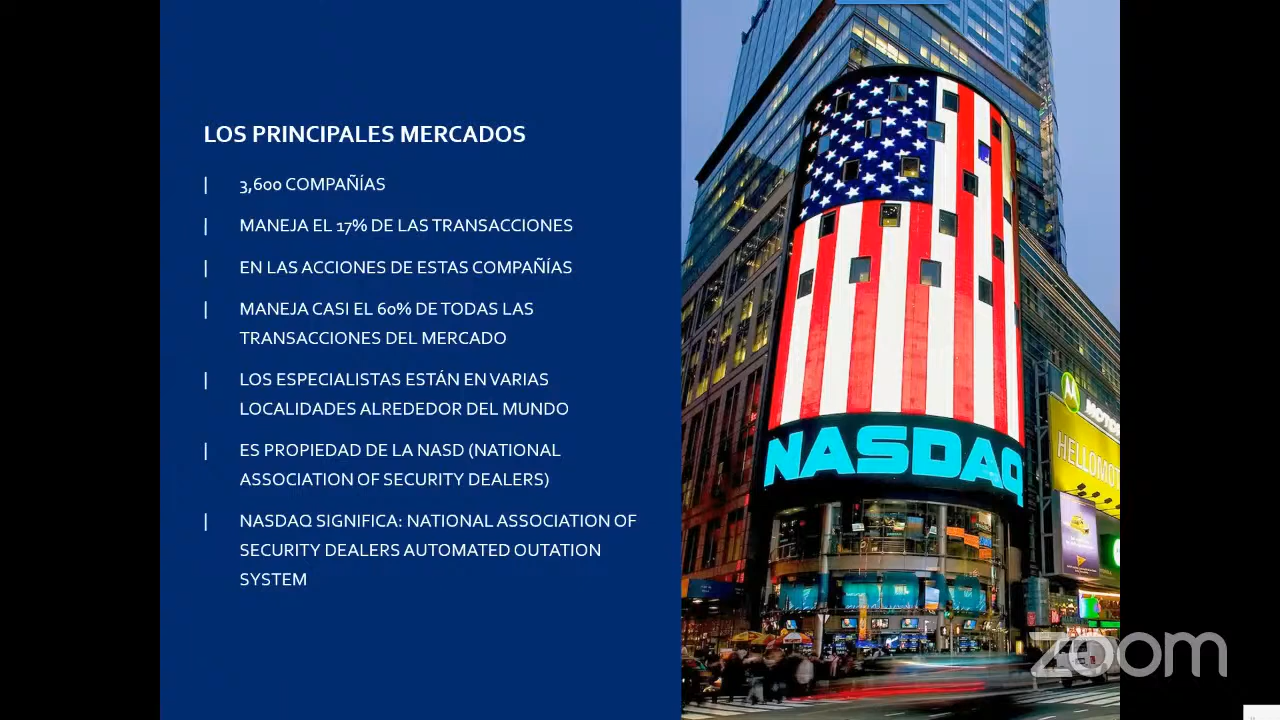 LOS PRINCIPALES MERCADOS
| 3,600 COMPAÑÍAS
| MANEJA EL 17% DE LAS TRANSACCIONES
| EN LAS ACCIONES DE ESTAS COMPAÑÍAS
| MANEJA CASI EL 60% DE TODAS LAS
TRANSACCIONES DEL MERCADO
| LOS ESPECIALISTAS ESTÁN EN VARIAS
LOCALIDADES ALREDEDOR DEL MUNDO
| ES PROPIEDAD DE LA NASD (NATIONAL
ASSOCIATION OF SECURITY DEALERS)
| NASDAQ SIGNIFICA: NATIONAL ASSOCIATION OF
SECURITY DEALERS AUTOMATED OUTATION
SYSTEM
NASDAQ
HELLOMOT
zoom